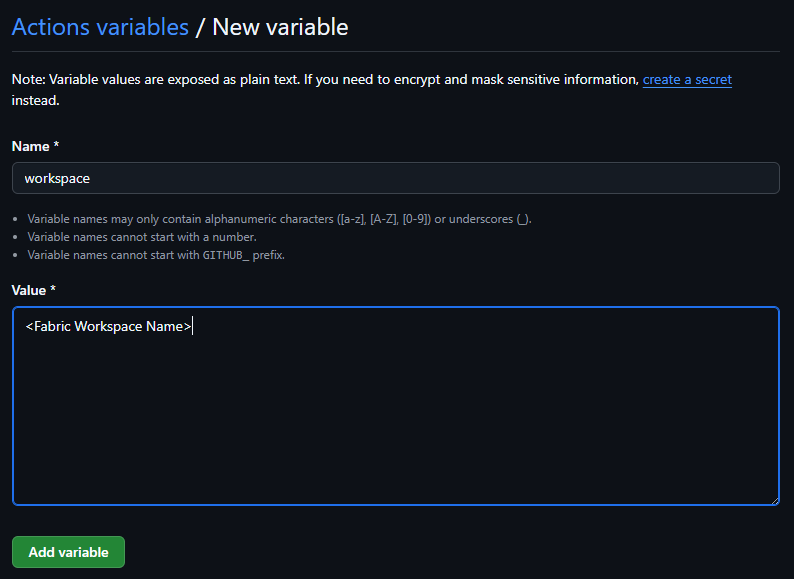 Actions variables / New variable
Note: Variable values are exposed as plain text. If you need to encrypt and mask sensitive information, create a secret
instead.
Name *
workspace
• Variable names may only contain alphanumeric characters ([a-z], [A-Z], [0-9]) or underscores (_).
• Variable names cannot start with a number.
• Variable names cannot start with GITHUB_ prefix.
Value *
<Fabric Workspace Name>
Add variable